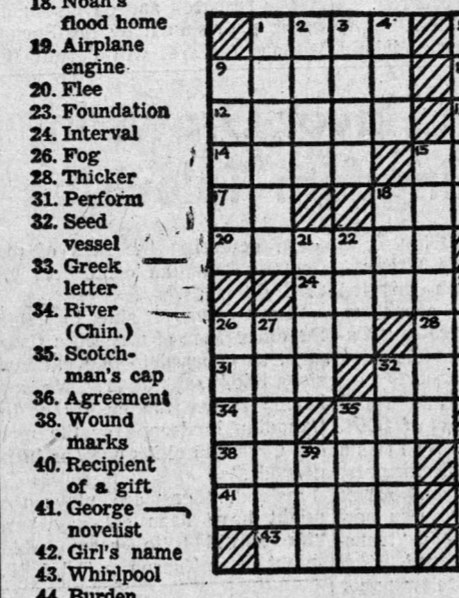 18. Noah's
flood home
19. Airplane
engine
20. Flee
23. Foundation
24. Interval
26. Fog
28. Thicker
31. Perform
32. Seed
vessel
33. Greek
letter
34. River
(Chin.)
35. Scotch-
man's cap
36. Agreement
38. Wound
marks
40. Recipient
of a gift
41. George
novelist
42. Girl's name
43. Whirlpool
44. Burden
1 2 3 4
9
12
14 15
17 18
20 21 22
24
26 27 28
31 32
34 35
38 39
41
43